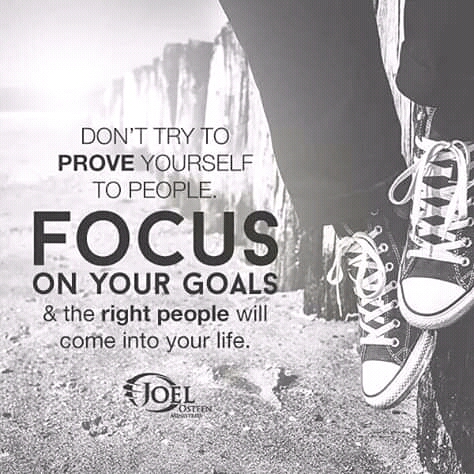 DON'T TRY TO
PROVE YOURSELF
TO PEOPLE.
FOCUS
ON YOUR GOALS
& the right people will
come into your life.
JOEL
OSTEEN
MINISTRIES